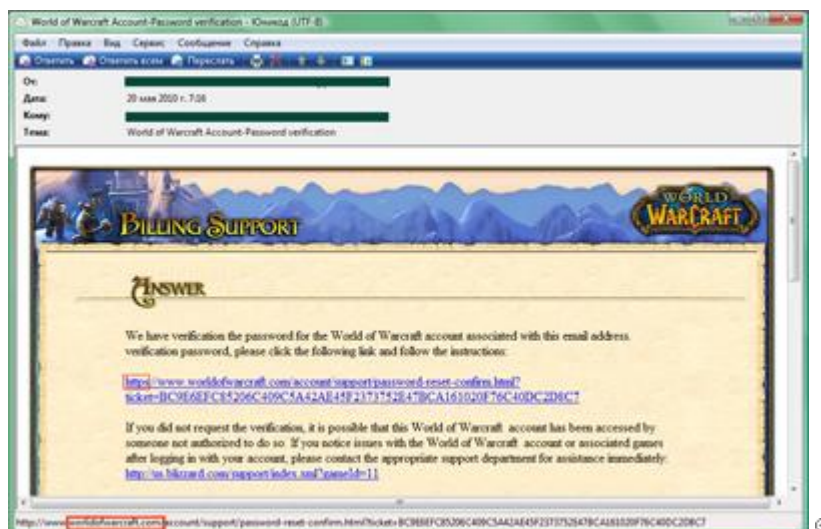 World of Warcraft Account-Password verification - Юникод (UTF-8)
Файл Правка Вид Сервис Сообщение Справка
Ответить Ответить всем Переслать
От:
Дата: 20 мая 2010 г. 7:16
Кому:
Тема: World of Warcraft Account-Password verification
BILLING SUPPORT
WORLD
WARCRAFT
ANSWER
We have verification the password for the World of Warcraft account associated with this email address.
verification password, please click the following link and follow the instructions:
https://www.worldofwarcraft.com/account/support/password-reset-confirm.html?
If you did not request the verification, it is possible that this World of Warcraft account has been accessed by
someone not authorized to do so. If you notice issues with the World of Warcraft account or associated games
after logging in with your account, please contact the appropriate support department for assistance immediately:
http://us.blizzard.com/support/index.xml?gameId=11